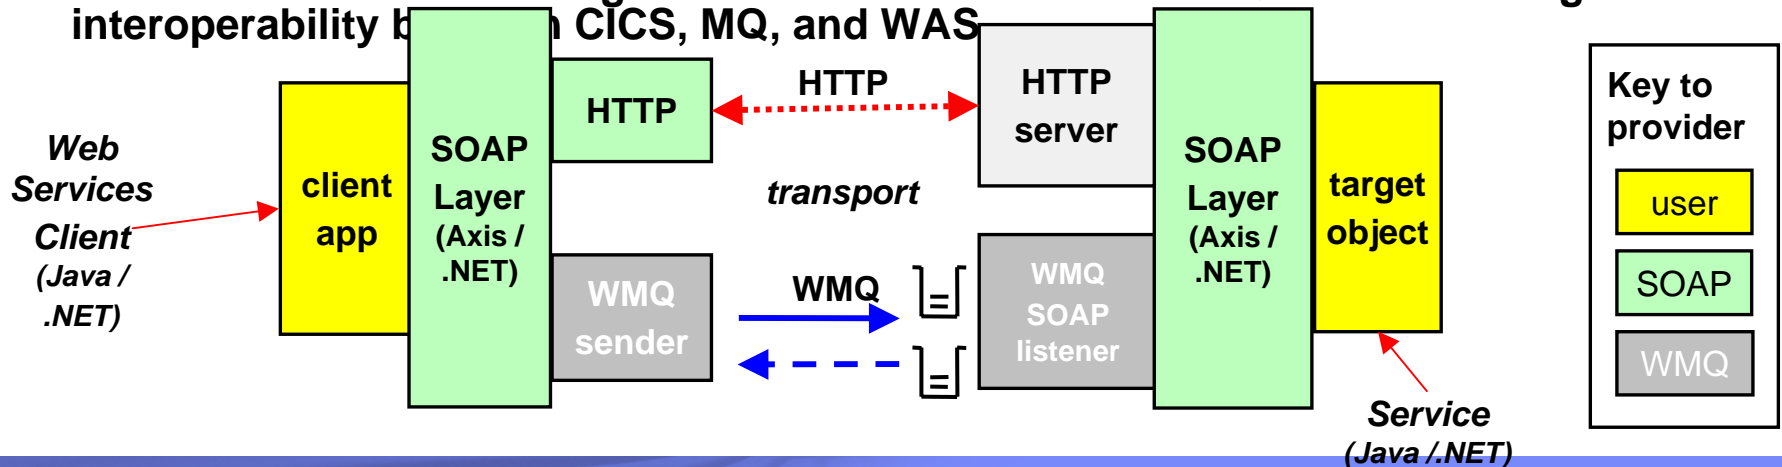 interoperability b n CICS, MQ, and WAS
Web
Services
Client
(Java /
.NET)
client
app
SOAP
Layer
(Axis /
.NET)
HTTP
WMQ
sender
HTTP
transport
WMQ
HTTP
server
WMQ
SOAP
listener
SOAP
Layer
(Axis /
.NET)
target
object
Service
(Java /.NET)
Key to
provider
user
SOAP
WMQ